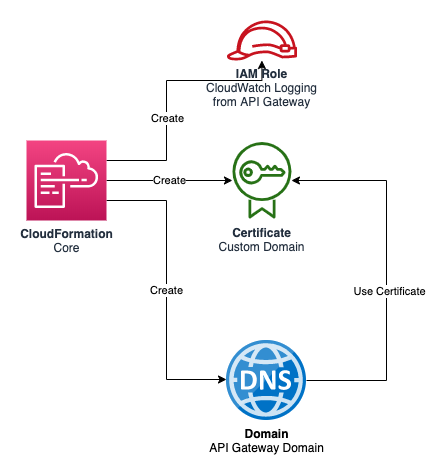 IAM Role
CloudWatch Logging
from API Gateway
Create
Create
CloudFormation
Core
Certificate
Custom Domain
Create
Use Certificate
DNS
Domain
API Gateway Domain